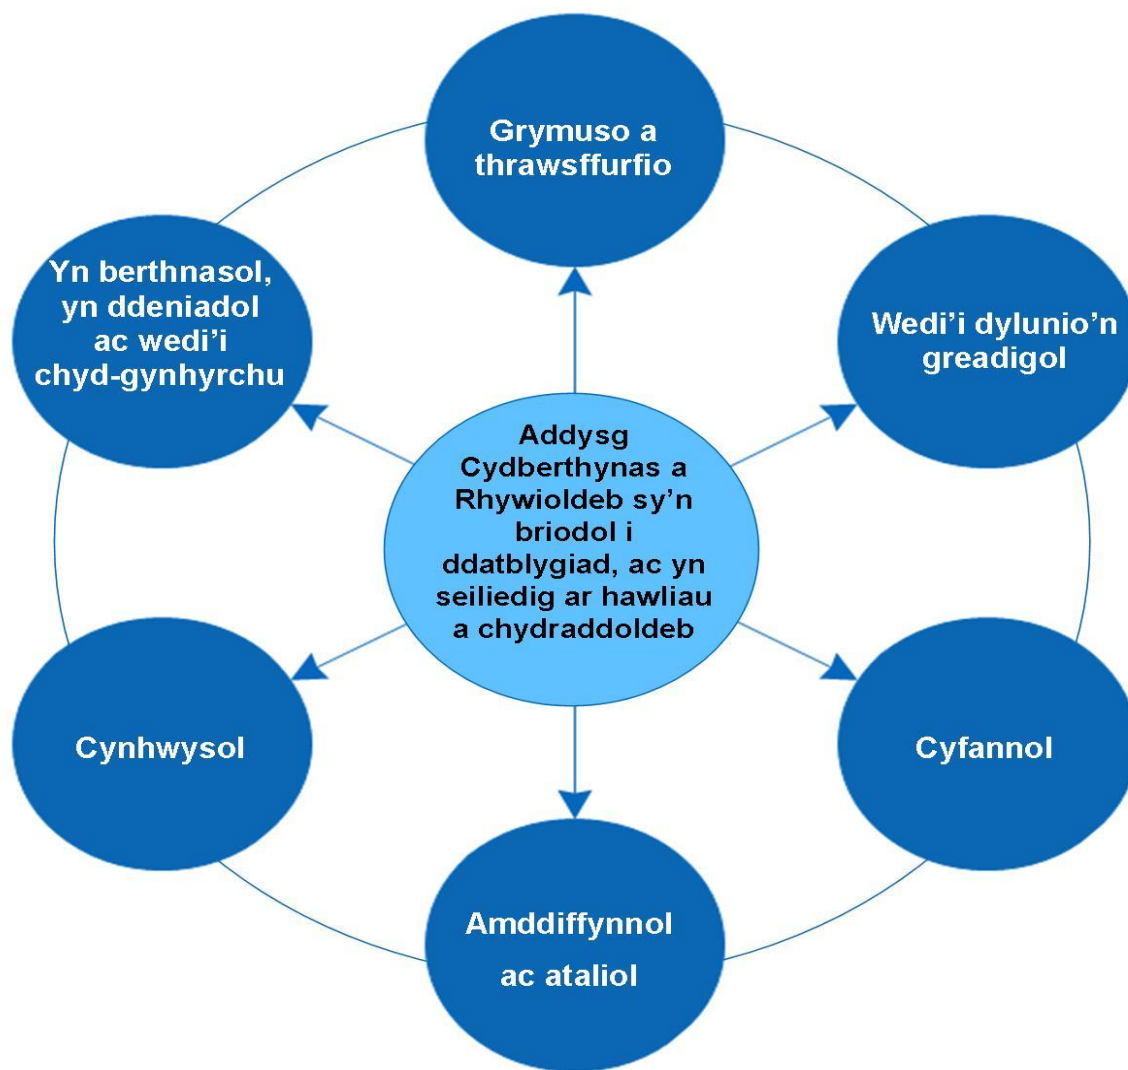 Grymuso a
thrawsffurfio
Yn berthnasol,
yn ddeniadol
ac wedi’i
chyd-gynhyrchu
Wedi’i dylunio’n
greadigol
Addysg
Cydberthynas a
Rhywioldeb sy’n
briodol i
ddatblygiad, ac yn
seiliedig ar hawliau
a chydraddoldeb
Cynhwysol
Cyfannol
Amddiffynnol
ac ataliol